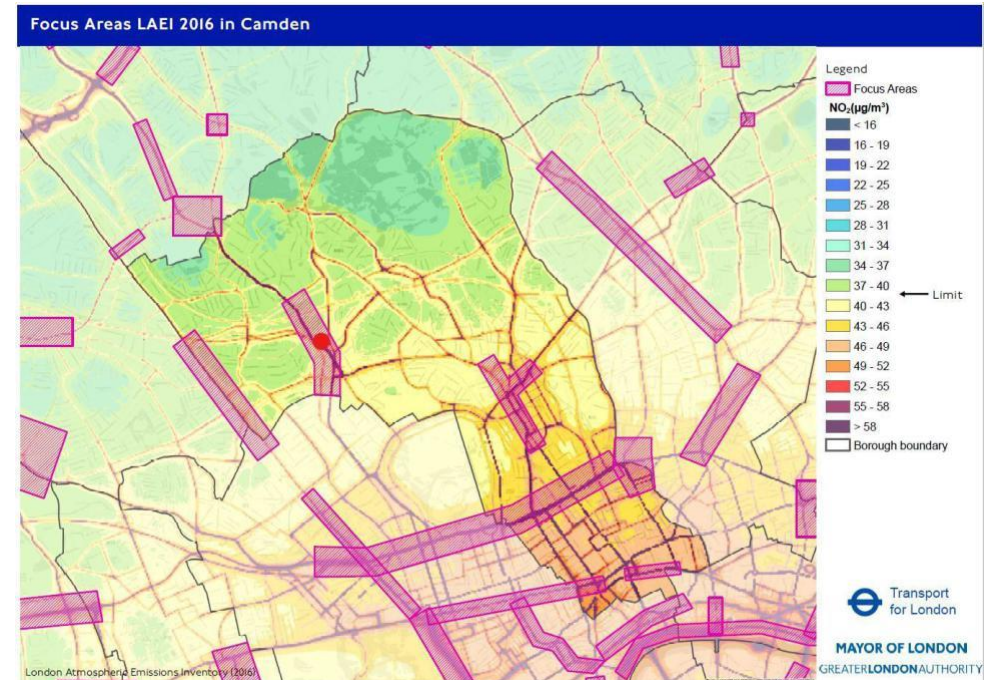 Focus Areas LAEI 2016 in Camden
Legend
Focus Areas
NO₂(µg/m³)
< 16
16 - 19
19 - 22
22 - 25
25 - 28
28 - 31
31 - 34
34 - 37
37 - 40
Limit
40 - 43
43 - 46
46 - 49
49 - 52
52 - 55
55 - 58
> 58
Borough boundary
Transport
for London
MAYOR OF LONDON
GREATERLONDONAUTHORITY
London Atmospheric Emissions Inventory (2016)